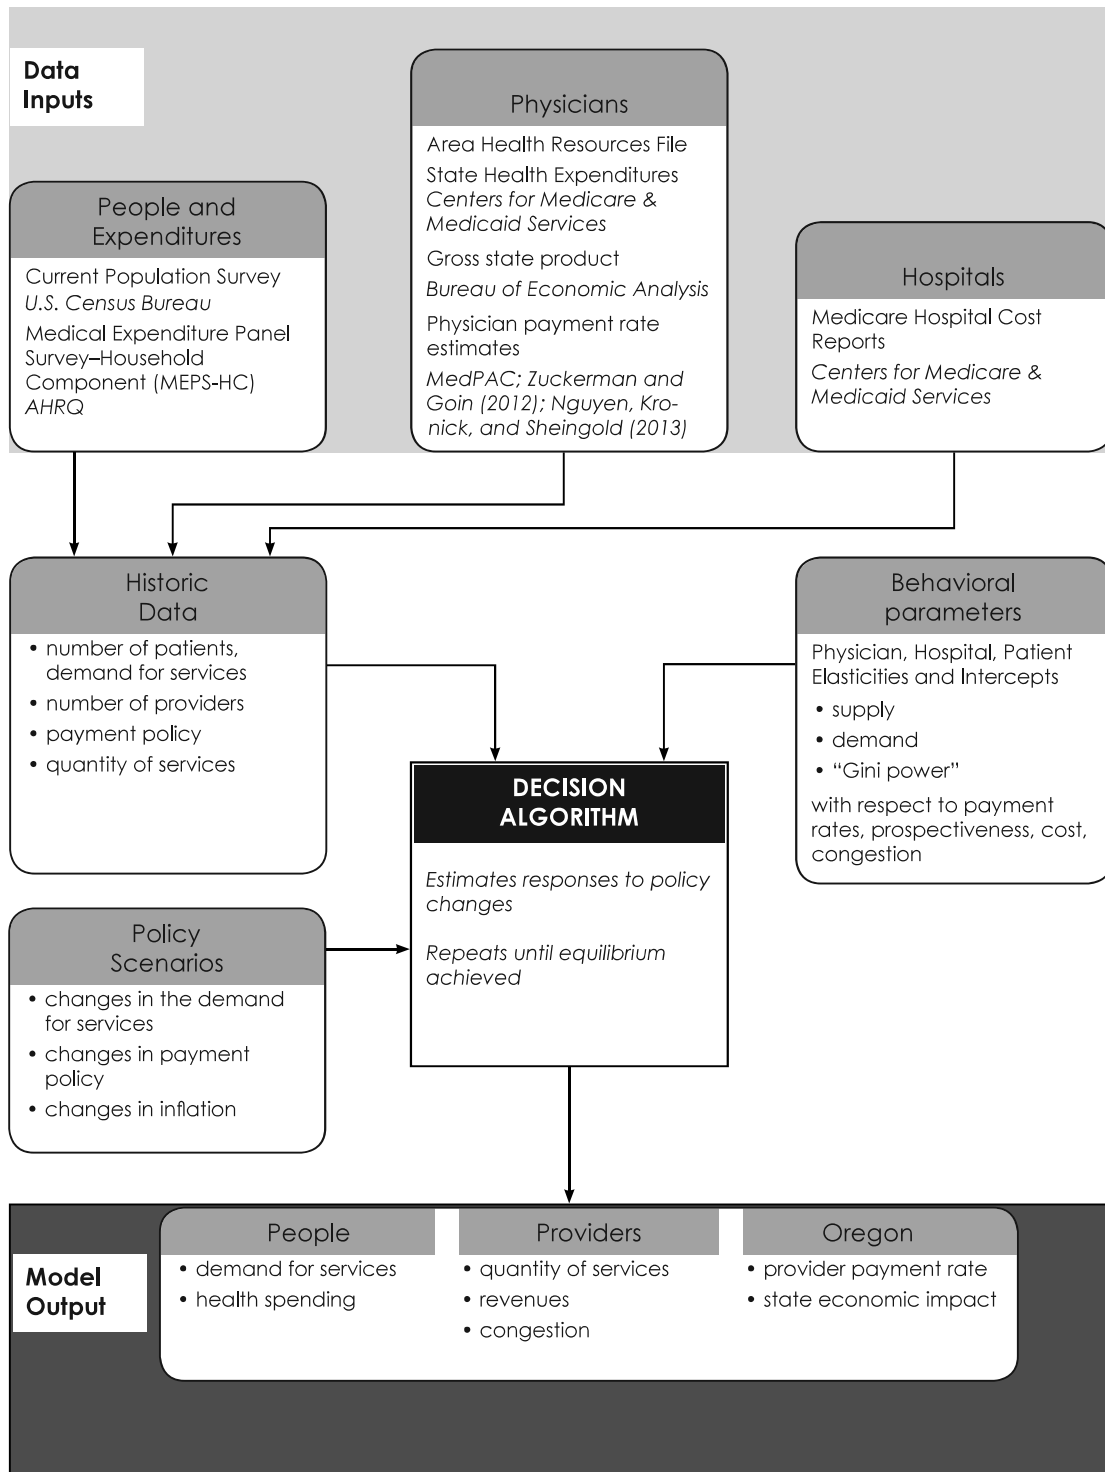 Data
Inputs
Physicians
Area Health Resources File
State Health Expenditures
Centers for Medicare &
Medicaid Services
Gross state product
Bureau of Economic Analysis
Physician payment rate
estimates
MedPAC; Zuckerman and
Goin (2012); Nguyen, Kro-
nick, and Sheingold (2013)
People and
Expenditures
Current Population Survey
U.S. Census Bureau
Medical Expenditure Panel
Survey–Household
Component (MEPS-HC)
AHRQ
Hospitals
Medicare Hospital Cost
Reports
Centers for Medicare &
Medicaid Services
Historic
Data
• number of patients,
demand for services
• number of providers
• payment policy
• quantity of services
Behavioral
parameters
Physician, Hospital, Patient
Elasticities and Intercepts
• supply
• demand
• “Gini power”
with respect to payment
rates, prospectiveness, cost,
congestion
DECISION
ALGORITHM
Estimates responses to policy
changes
Repeats until equilibrium
achieved
Policy
Scenarios
• changes in the demand
for services
• changes in payment
policy
• changes in inflation
Model
Output
People
• demand for services
• health spending
Providers
• quantity of services
• revenues
• congestion
Oregon
• provider payment rate
• state economic impact